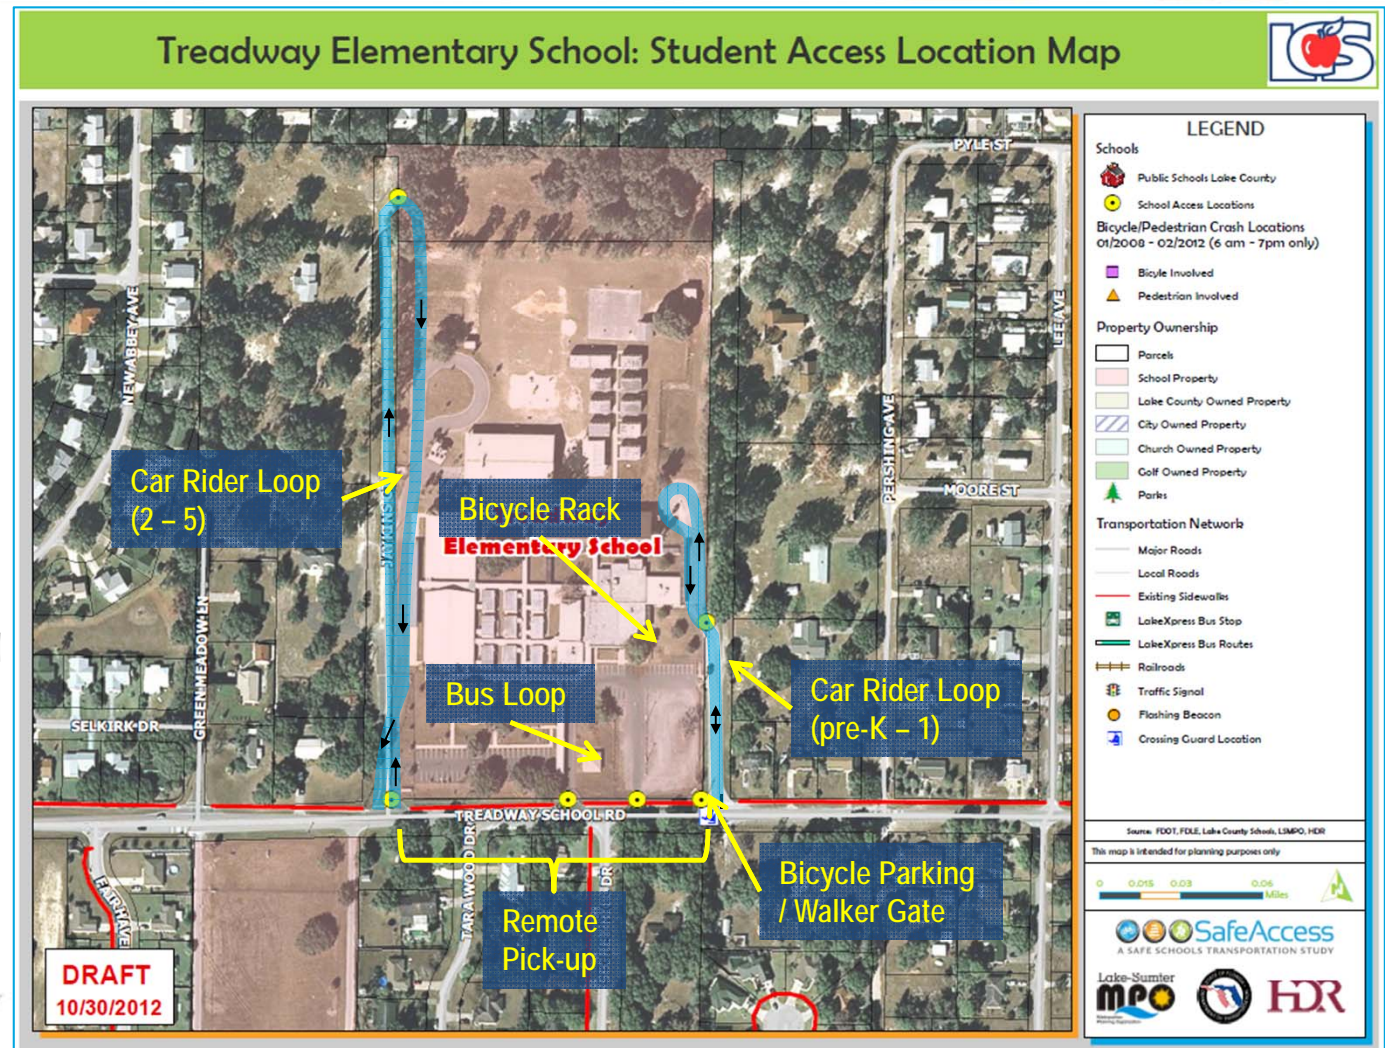 Treadway Elementary School: Student Access Location Map
LCS
PYLE ST
NEW ABBEY AVE
LEE AVE
PERSHING AVE
MOORE ST
Car Rider Loop
(2 – 5)
Bicycle Rack
Elementary School
GREEN MEADOW LN
Bus Loop
Car Rider Loop
(pre-K – 1)
SELKIRK DR
TREADWAY SCHOOL RD
TARAWOOD DR
DR
Bicycle Parking
/ Walker Gate
Remote
Pick-up
DRAFT
10/30/2012
LEGEND
Schools
Public Schools Lake County
School Access Locations
Bicycle/Pedestrian Crash Locations
01/2008 - 02/2012 (6 am - 7pm only)
Bicyle Involved
Pedestrian Involved
Property Ownership
Parcels
School Property
Lake County Owned Property
City Owned Property
Church Owned Property
Golf Owned Property
Parks
Transportation Network
Major Roads
Local Roads
Existing Sidewalks
LakeXpress Bus Stop
LakeXpress Bus Routes
Railroads
Traffic Signal
Flashing Beacon
Crossing Guard Location
Source: FDOT, FDLE, Lake County Schools, LSMPO, HDR
This map is intended for planning purposes only
0 0.015 0.03 0.06
Miles
SafeAccess
A SAFE SCHOOLS TRANSPORTATION STUDY
Lake-Sumter
MPO
HDR